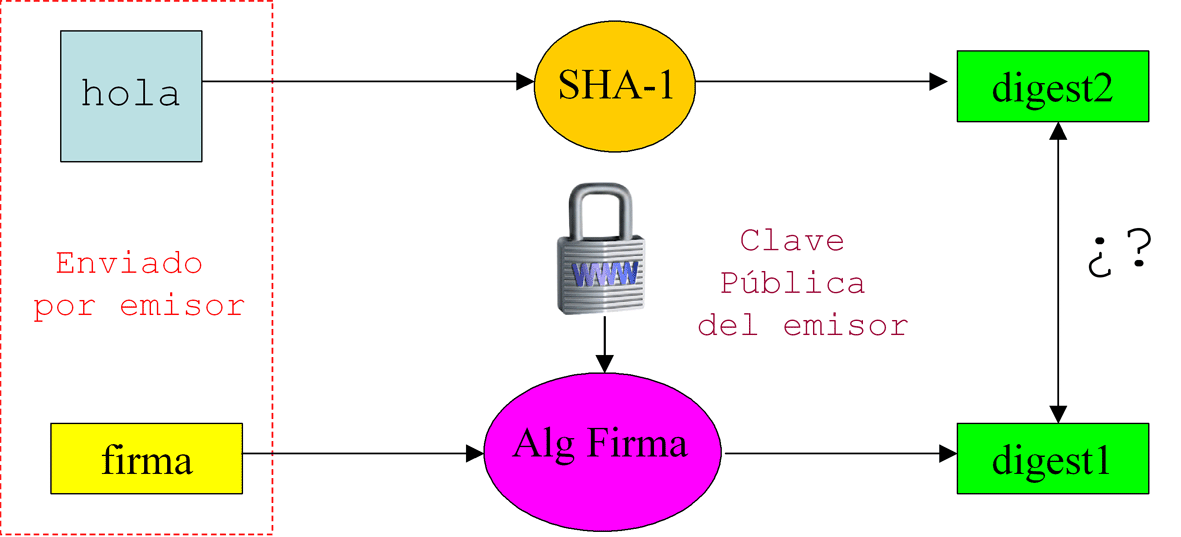 hola
SHA-1
digest2
WWW
Enviado
por emisor
Clave
Pública
del emisor
¿?
firma
Alg Firma
digest1